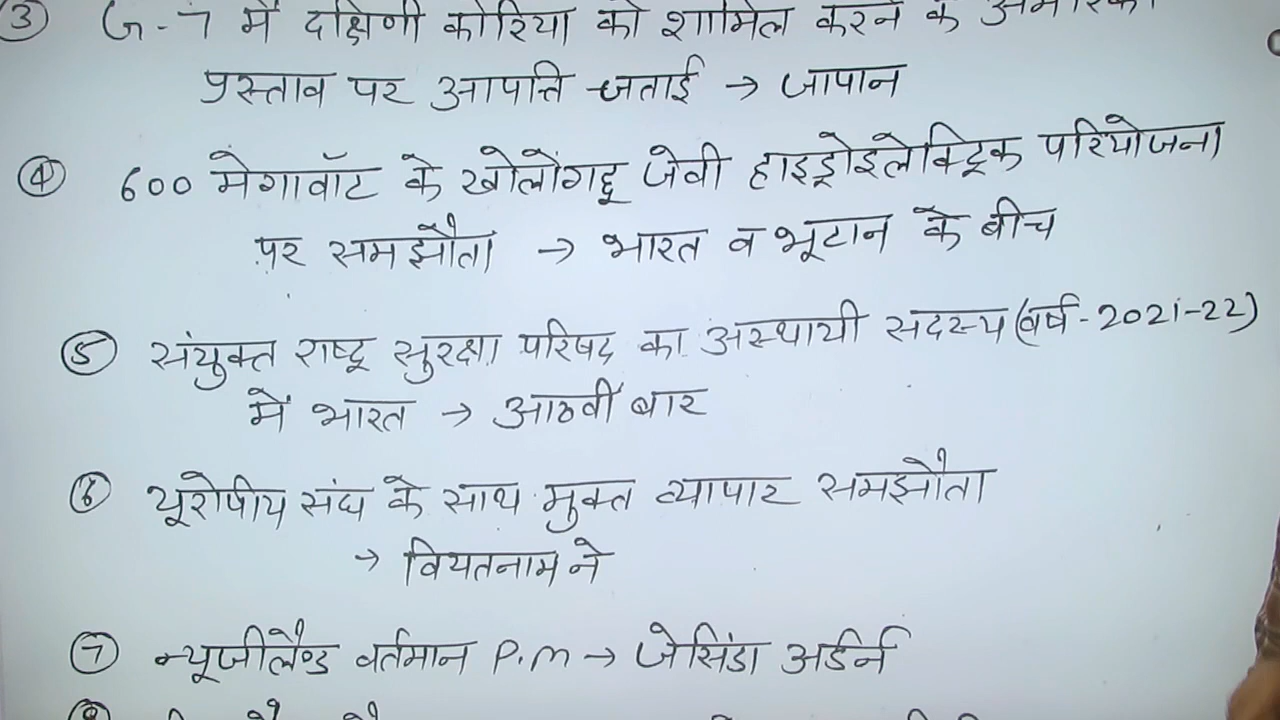 ③ G-7 में दक्षिणी कोरिया को शामिल करने के
प्रस्ताव पर आपत्ति जताई → जापान
④ 600 मेगावॉट के खोलोंगछू जेवी हाइड्रोइलेक्ट्रिक परियोजना
पर समझौता → भारत व भूटान के बीच
⑤ संयुक्त राष्ट्र सुरक्षा परिषद का अस्थायी सदस्य (वर्ष-2021-22)
में भारत → आठवीं बार
⑥ यूरोपीय संघ के साथ मुक्त व्यापार समझौता
→ वियतनाम ने
⑦ न्यूजीलैण्ड वर्तमान P.M → जेसिंडा अर्डर्न
⑧